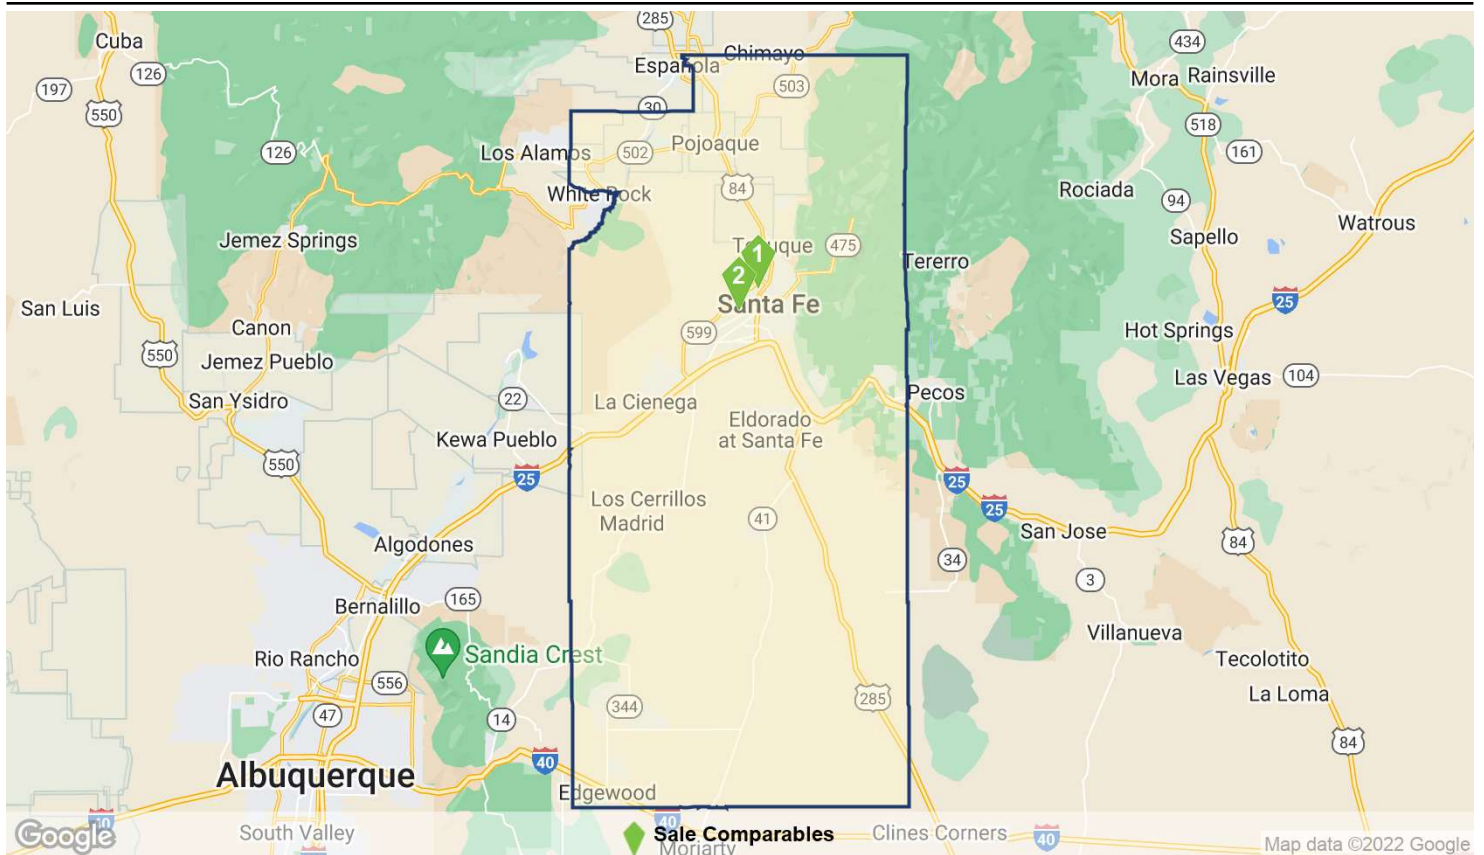 285
Cuba
Chimayo
434
126
Española
Mora
Rainsville
197
503
550
30
518
126
Los Alamos
502
Pojoaque
161
White Rock
84
Rociada
94
Jemez Springs
Tesuque
475
Sapello
Watrous
1
Tererro
2
San Luis
Santa Fe
25
Canon
599
Hot Springs
550
Jemez Pueblo
Las Vegas
104
San Ysidro
22
La Cienega
Pecos
Kewa Pueblo
Eldorado
at Santa Fe
550
25
25
Los Cerrillos
25
Madrid
41
San Jose
Algodones
84
34
3
Bernalillo
165
Villanueva
Rio Rancho
Sandia Crest
Tecolotito
556
La Loma
344
285
47
14
84
40
Albuquerque
Edgewood
40
40
Google
South Valley
Sale Comparables
Clines Corners
40
Moriarty
Map data ©2022 Google